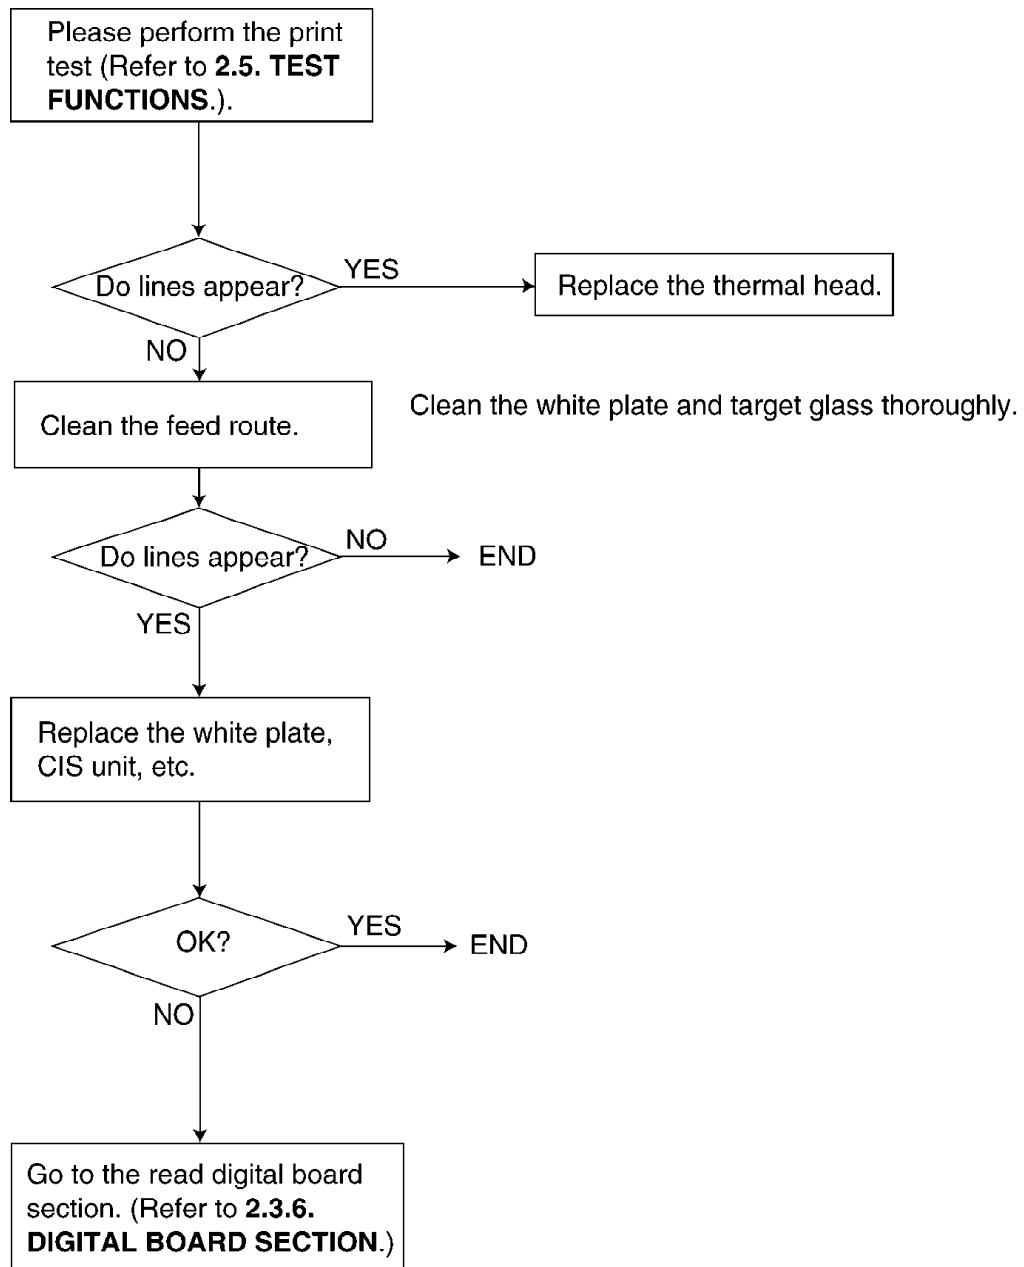 Please perform the print
test (Refer to 2.5. TEST
FUNCTIONS.).
Do lines appear?
YES
Replace the thermal head.
NO
Clean the feed route.
Clean the white plate and target glass thoroughly.
Do lines appear?
NO
END
YES
Replace the white plate,
CIS unit, etc.
OK?
YES
END
NO
Go to the read digital board
section. (Refer to 2.3.6.
DIGITAL BOARD SECTION.)